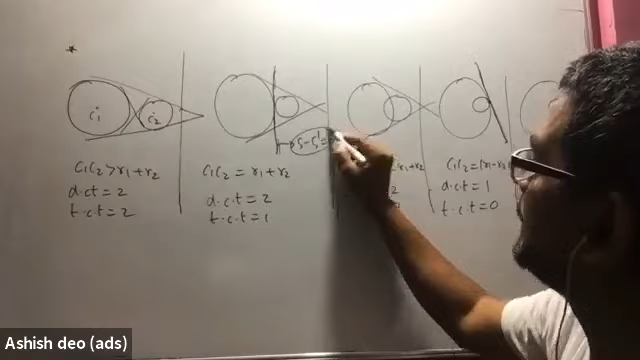 *
C₁
C₂
C₁C₂ > r₁+r₂
d.c.t = 2
t.c.t = 2
S-S'=
C₁C₂ = r₁+r₂
d.c.t = 2
t.c.t = 1
r₂
2
C₁C₂ = |r₁-r₂
d.c.t = 1
t.c.t = 0
Ashish deo (ads)